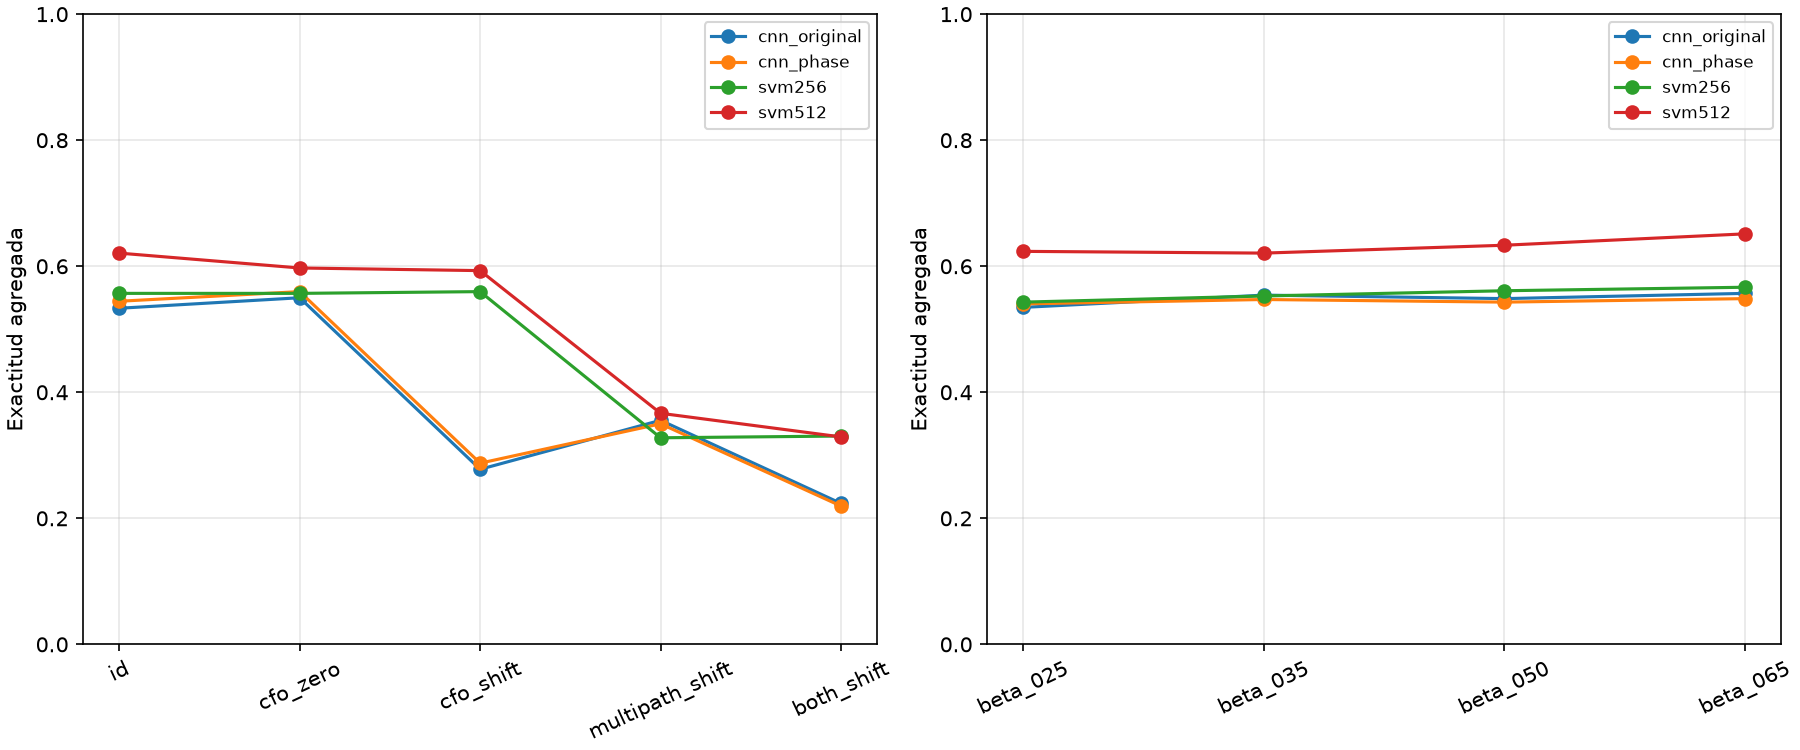 Exactitud agregada
1.0
0.8
0.6
0.4
0.2
0.0
cnn_original
cnn_phase
svm256
svm512
id
cfo_zero
cfo_shift
multipath_shift
both_shift
Exactitud agregada
1.0
0.8
0.6
0.4
0.2
0.0
cnn_original
cnn_phase
svm256
svm512
beta_025
beta_035
beta_050
beta_065